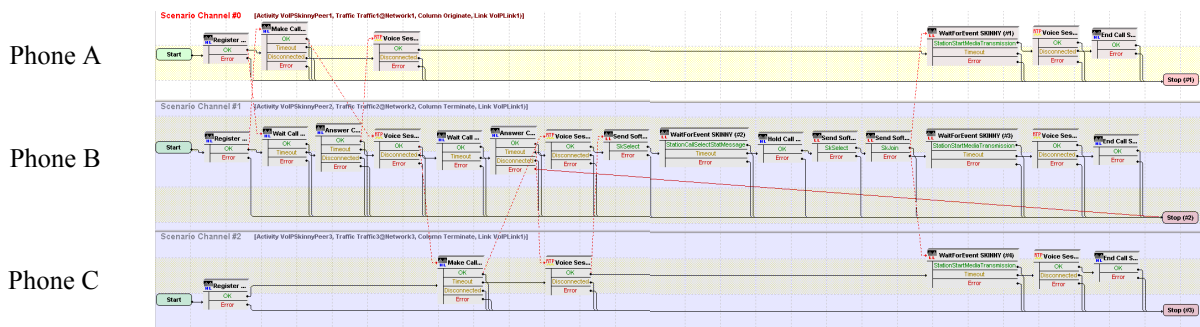 Scenario Channel #0 [Activity VoIPSkinnyPeer1, Traffic Traffic1@Network1, Column Originate, Link VoIPLink1)]
Phone A
Start
Register ...
OK
Error
Make Call...
OK
Timeout
Disconnected
Error
Voice Ses...
OK
Disconnected
Error
WaitForEvent SKINNY (#1)
StationStartMediaTransmission
Timeout
Error
Voice Ses...
OK
Disconnected
Error
End Call S...
OK
Error
Stop (#1)
Scenario Channel #1 [Activity VoIPSkinnyPeer2, Traffic Traffic2@Network2, Column Terminate, Link VoIPLink1)]
Phone B
Start
Register ...
OK
Error
Wait Call ...
OK
Timeout
Error
Answer C...
OK
Disconnected
Error
Voice Ses...
OK
Disconnected
Error
Wait Call ...
OK
Timeout
Error
Answer C...
OK
Disconnected
Error
Voice Ses...
OK
Disconnected
Error
Send Soft...
SkSelect
Error
WaitForEvent SKINNY (#2)
StationCallSelectStatMessage
Timeout
Error
Hold Call ...
OK
Error
Send Soft...
SkSelect
Error
Send Soft...
SkJoin
Error
WaitForEvent SKINNY (#3)
StationStartMediaTransmission
Timeout
Error
Voice Ses...
OK
Disconnected
Error
End Call S...
OK
Error
Stop (#2)
Scenario Channel #2 [Activity VoIPSkinnyPeer3, Traffic Traffic3@Network3, Column Terminate, Link VoIPLink1)]
Phone C
Start
Register ...
OK
Error
Make Call...
OK
Timeout
Disconnected
Error
Voice Ses...
OK
Disconnected
Error
WaitForEvent SKINNY (#4)
StationStartMediaTransmission
Timeout
Error
Voice Ses...
OK
Disconnected
Error
End Call S...
OK
Error
Stop (#3)